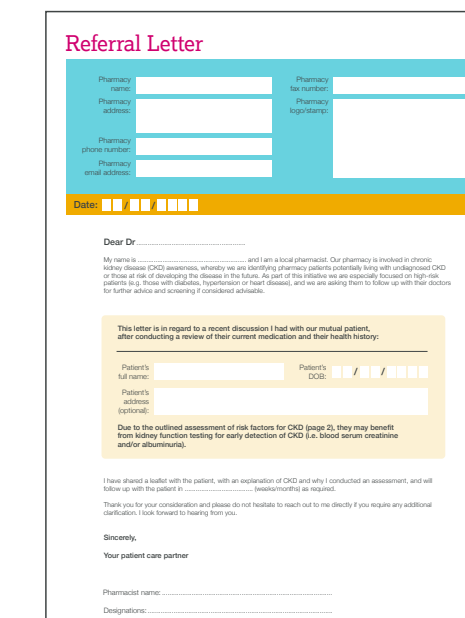 Referral Letter
Pharmacy
name:
Pharmacy
address:
Pharmacy
phone number:
Pharmacy
email address:
Pharmacy
fax number:
Pharmacy
logo/stamp:
Date: / /
Dear Dr
My name is ........................................................ and I am a local pharmacist. Our pharmacy is involved in chronic
kidney disease (CKD) awareness, whereby we are identifying pharmacy patients potentially living with undiagnosed CKD
or those at risk of developing the disease in the future. As part of this initiative we are especially focused on high-risk
patients (e.g. those with diabetes, hypertension or heart disease), and we are asking them to follow up with their doctors
for further advice and screening if considered advisable.
This letter is in regard to a recent discussion I had with our mutual patient,
after conducting a review of their current medication and their health history:
Patient's
full name:
Patient's
DOB: / /
Patient's
address
(optional):
Due to the outlined assessment of risk factors for CKD (page 2), they may benefit
from kidney function testing for early detection of CKD (i.e. blood serum creatinine
and/or albuminuria).
I have shared a leaflet with the patient, with an explanation of CKD and why I conducted an assessment, and will
follow up with the patient in .................................... (weeks/months) as required.
Thank you for your consideration and please do not hesitate to reach out to me directly if you require any additional
clarification. I look forward to hearing from you.
Sincerely,
Your patient care partner
Pharmacist name:
Designations: